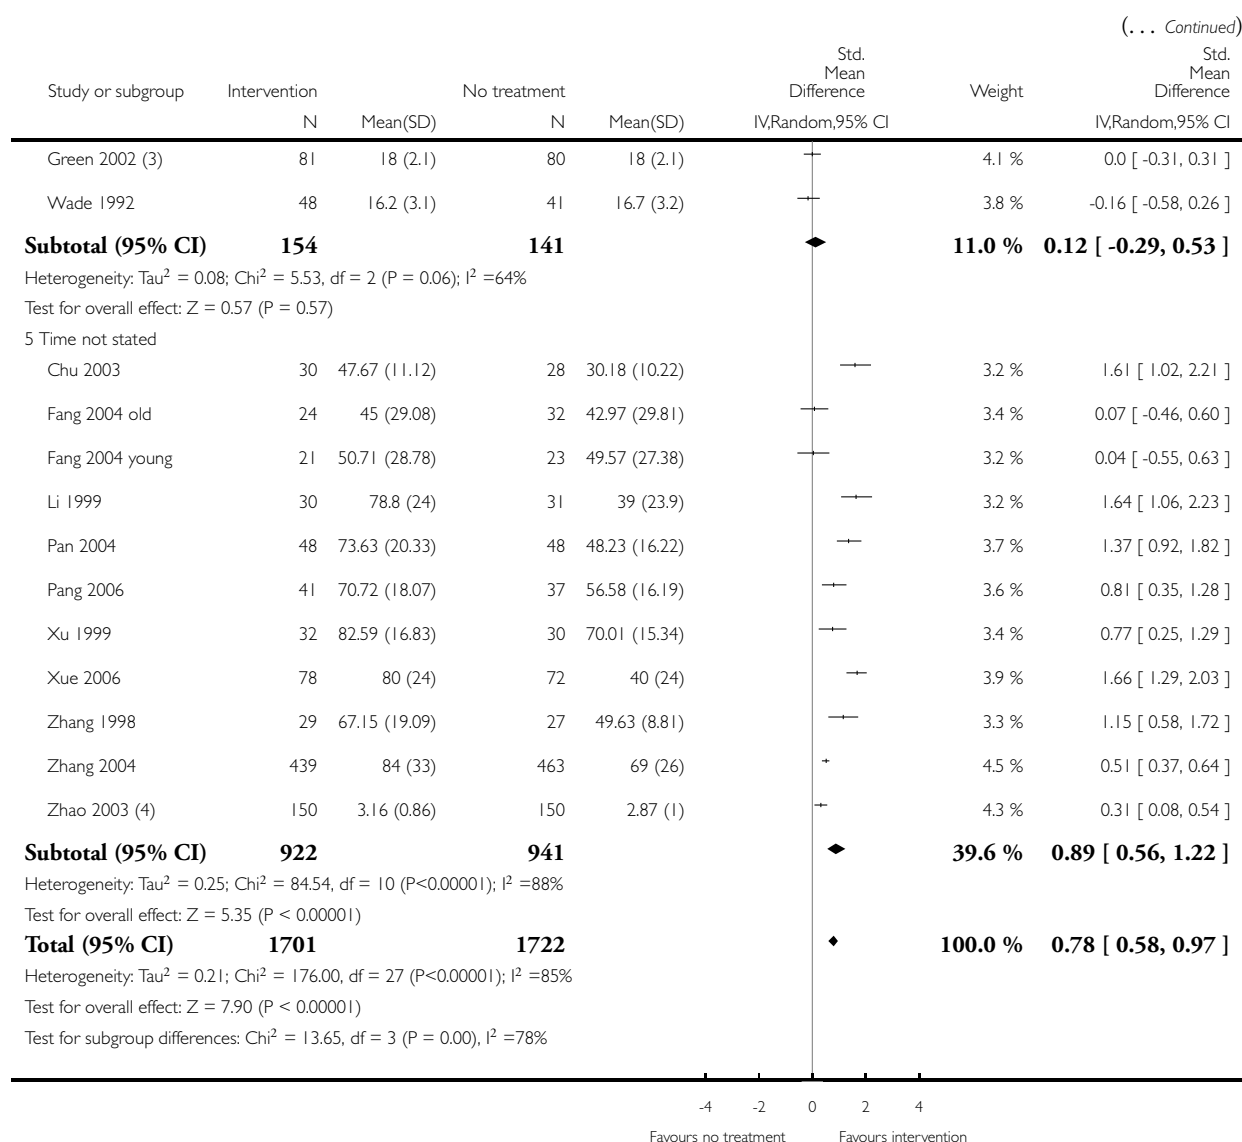 (... Continued)
Study or subgroup Intervention No treatment Std. Mean Difference Weight Std. Mean Difference
N Mean(SD) N Mean(SD) IV,Random,95% CI IV,Random,95% CI
Green 2002 (3) 81 18 (2.1) 80 18 (2.1) 4.1 % 0.0 [ -0.31, 0.31 ]
Wade 1992 48 16.2 (3.1) 41 16.7 (3.2) 3.8 % -0.16 [ -0.58, 0.26 ]
Subtotal (95% CI) 154 141 11.0 % 0.12 [ -0.29, 0.53 ]
Heterogeneity: Tau² = 0.08; Chi² = 5.53, df = 2 (P = 0.06); I² =64%
Test for overall effect: Z = 0.57 (P = 0.57)
5 Time not stated
Chu 2003 30 47.67 (11.12) 28 30.18 (10.22) 3.2 % 1.61 [ 1.02, 2.21 ]
Fang 2004 old 24 45 (29.08) 32 42.97 (29.81) 3.4 % 0.07 [ -0.46, 0.60 ]
Fang 2004 young 21 50.71 (28.78) 23 49.57 (27.38) 3.2 % 0.04 [ -0.55, 0.63 ]
Li 1999 30 78.8 (24) 31 39 (23.9) 3.2 % 1.64 [ 1.06, 2.23 ]
Pan 2004 48 73.63 (20.33) 48 48.23 (16.22) 3.7 % 1.37 [ 0.92, 1.82 ]
Pang 2006 41 70.72 (18.07) 37 56.58 (16.19) 3.6 % 0.81 [ 0.35, 1.28 ]
Xu 1999 32 82.59 (16.83) 30 70.01 (15.34) 3.4 % 0.77 [ 0.25, 1.29 ]
Xue 2006 78 80 (24) 72 40 (24) 3.9 % 1.66 [ 1.29, 2.03 ]
Zhang 1998 29 67.15 (19.09) 27 49.63 (8.81) 3.3 % 1.15 [ 0.58, 1.72 ]
Zhang 2004 439 84 (33) 463 69 (26) 4.5 % 0.51 [ 0.37, 0.64 ]
Zhao 2003 (4) 150 3.16 (0.86) 150 2.87 (1) 4.3 % 0.31 [ 0.08, 0.54 ]
Subtotal (95% CI) 922 941 39.6 % 0.89 [ 0.56, 1.22 ]
Heterogeneity: Tau² = 0.25; Chi² = 84.54, df = 10 (P<0.00001); I² =88%
Test for overall effect: Z = 5.35 (P < 0.00001)
Total (95% CI) 1701 1722 100.0 % 0.78 [ 0.58, 0.97 ]
Heterogeneity: Tau² = 0.21; Chi² = 176.00, df = 27 (P<0.00001); I² =85%
Test for overall effect: Z = 7.90 (P < 0.00001)
Test for subgroup differences: Chi² = 13.65, df = 3 (P = 0.00), I² =78%
-4 -2 0 2 4
Favours no treatment Favours intervention